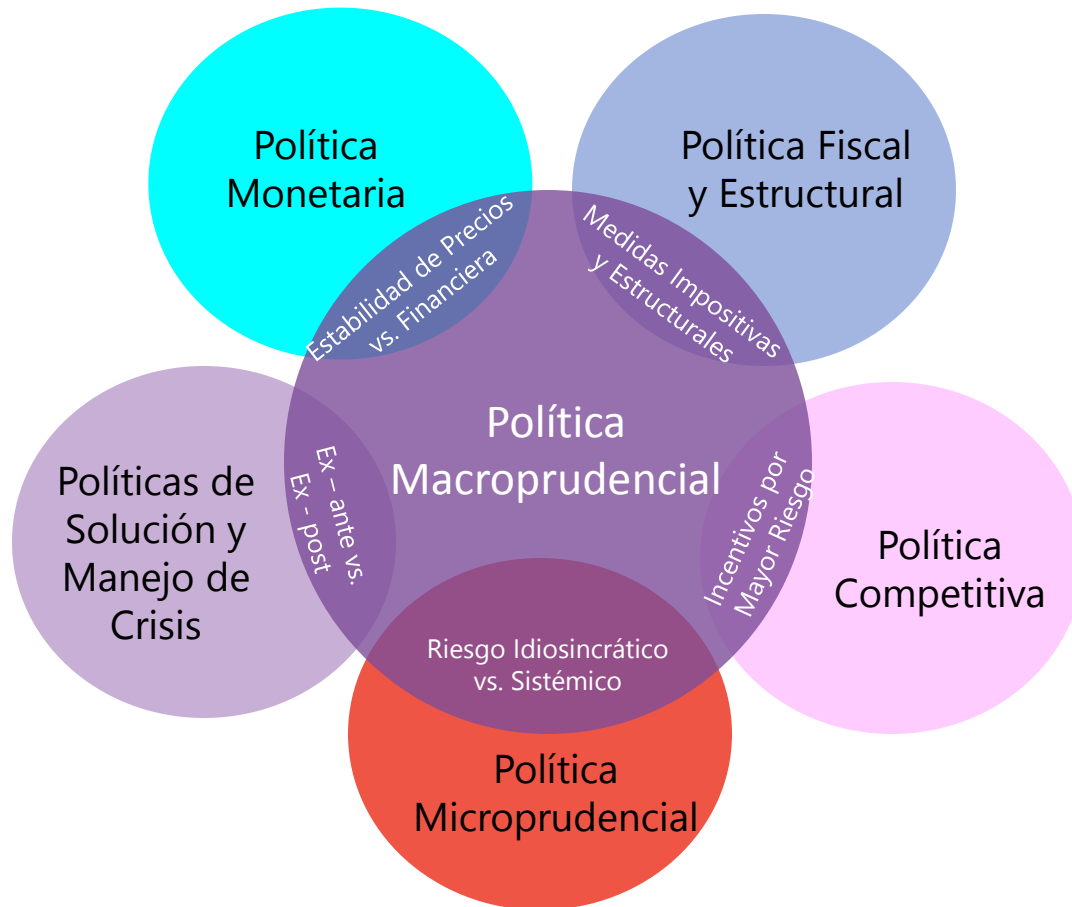 Política
Monetaria
Política Fiscal
y Estructural
Estabilidad de Precios
vs. Financiera
Medidas Impositivas
y Estructurales
Política
Macroprudencial
Políticas de
Solución y
Manejo de
Crisis
Ex – ante vs.
Ex - post
Incentivos por
Mayor Riesgo
Política
Competitiva
Riesgo Idiosincrático
vs. Sistémico
Política
Microprudencial